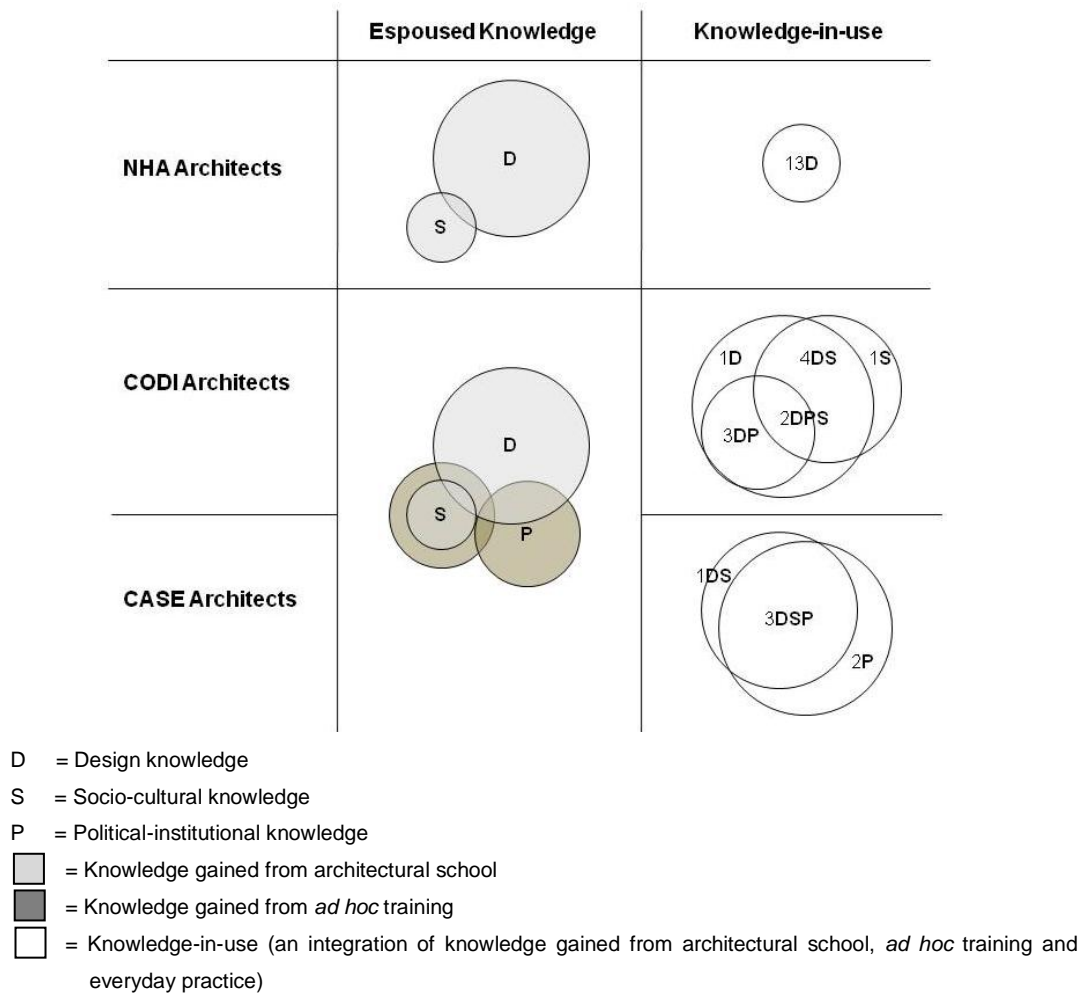 Espoused Knowledge Knowledge-in-use
NHA Architects
D
S
13D
CODI Architects
1D 4DS 1S
2DPS
3DP
D
S
P
CASE Architects
1DS
3DSP
2P
D = Design knowledge
S = Socio-cultural knowledge
P = Political-institutional knowledge
= Knowledge gained from architectural school
= Knowledge gained from ad hoc training
= Knowledge-in-use (an integration of knowledge gained from architectural school, ad hoc training and
everyday practice)